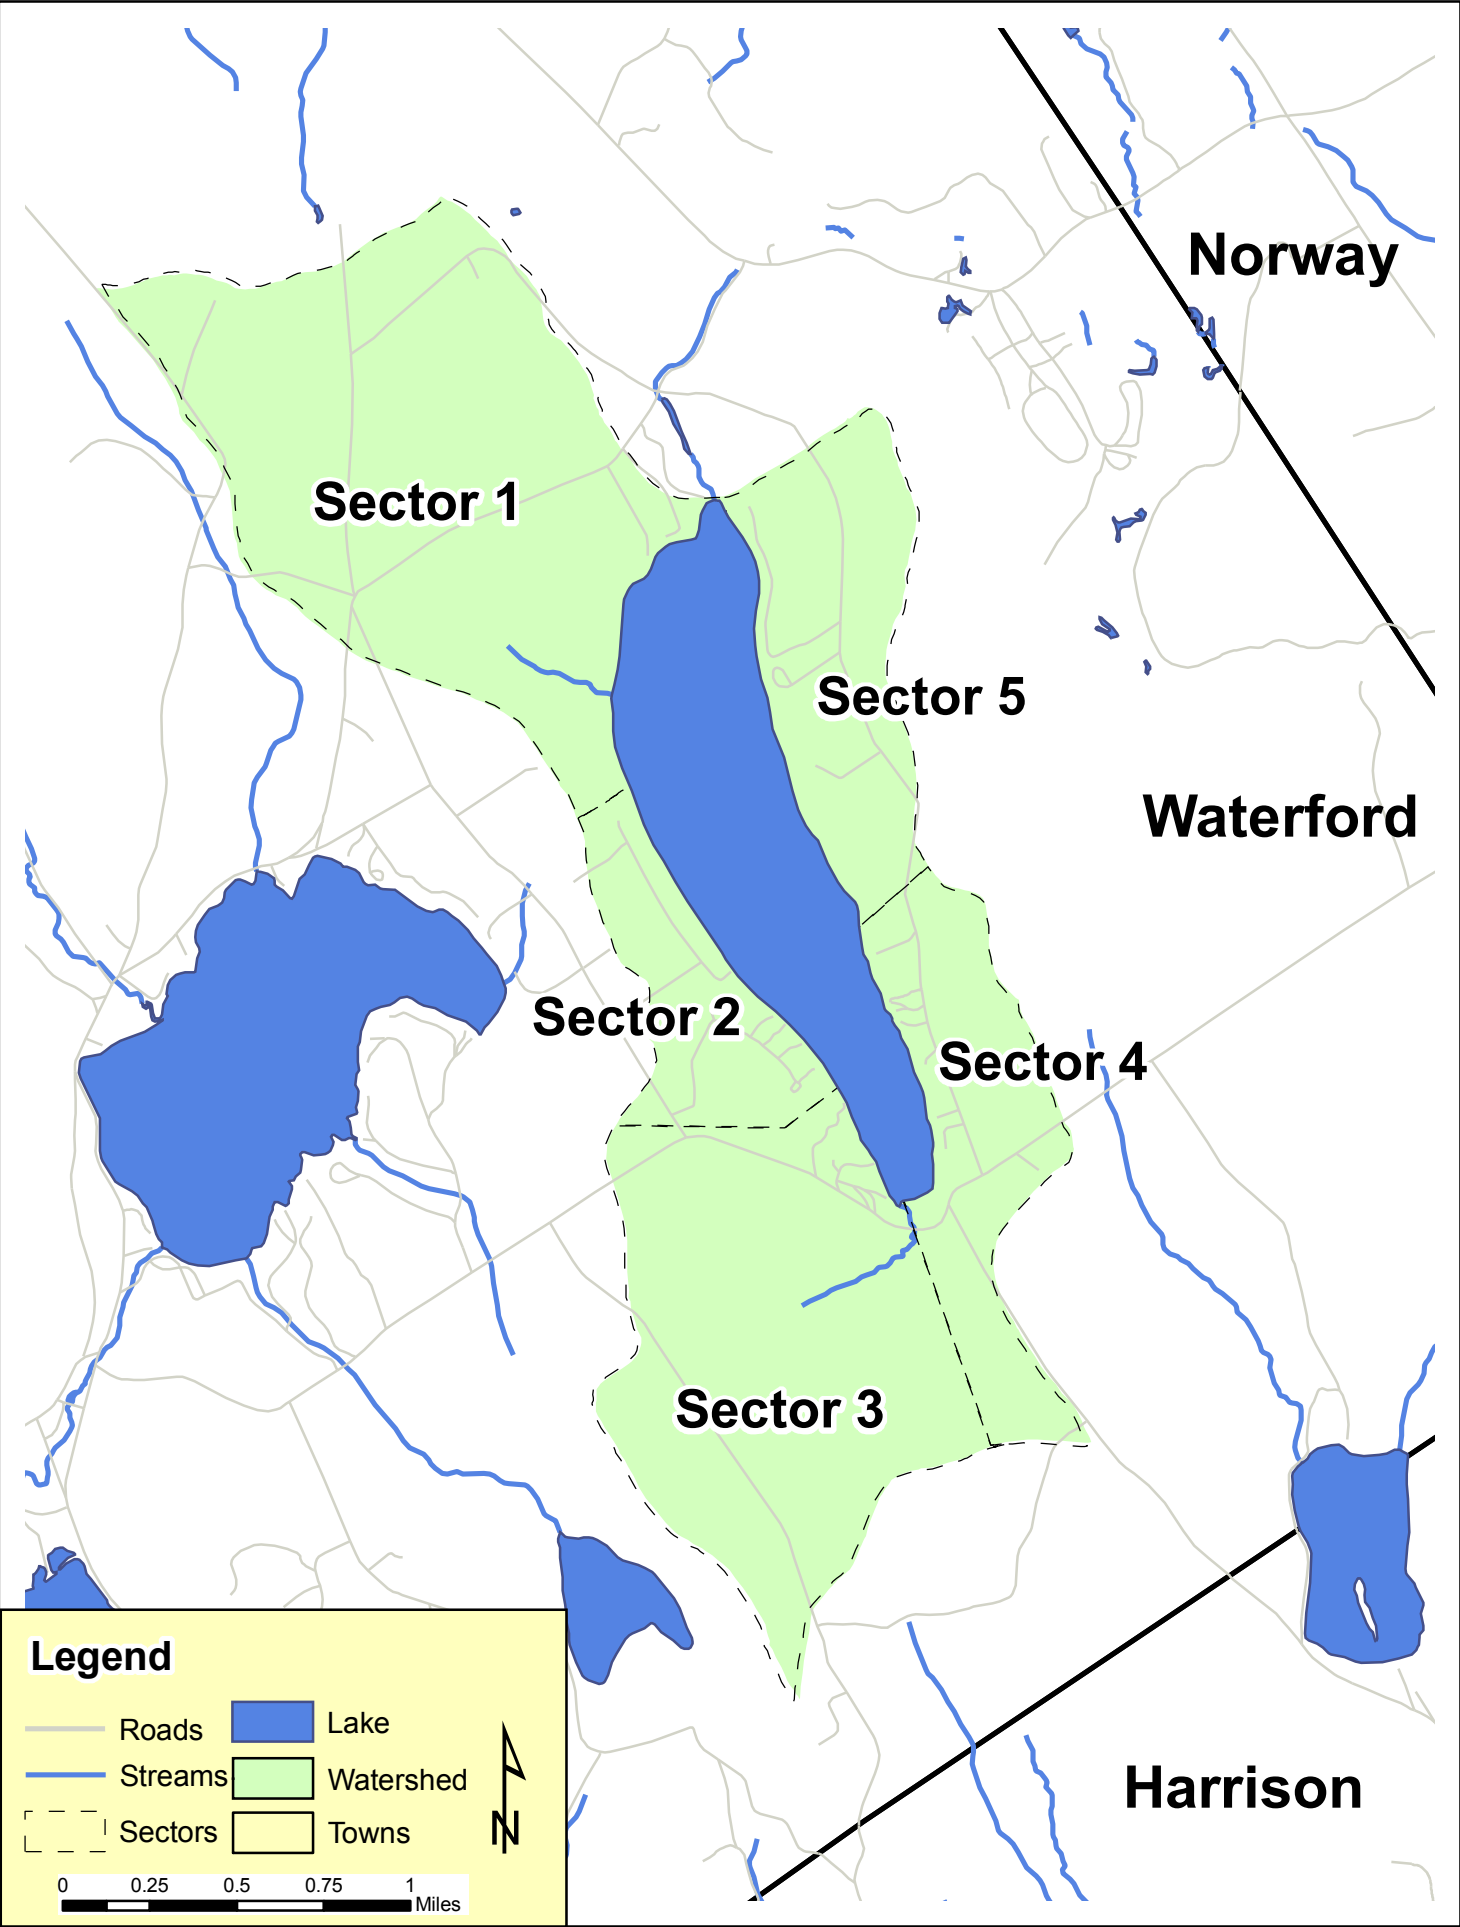 Norway
Sector 1
Sector 5
Waterford
Sector 2
Sector 4
Sector 3
Harrison
Legend
Roads
Lake
Streams
Watershed
Sectors
Towns
N
0 0.25 0.5 0.75 1
Miles